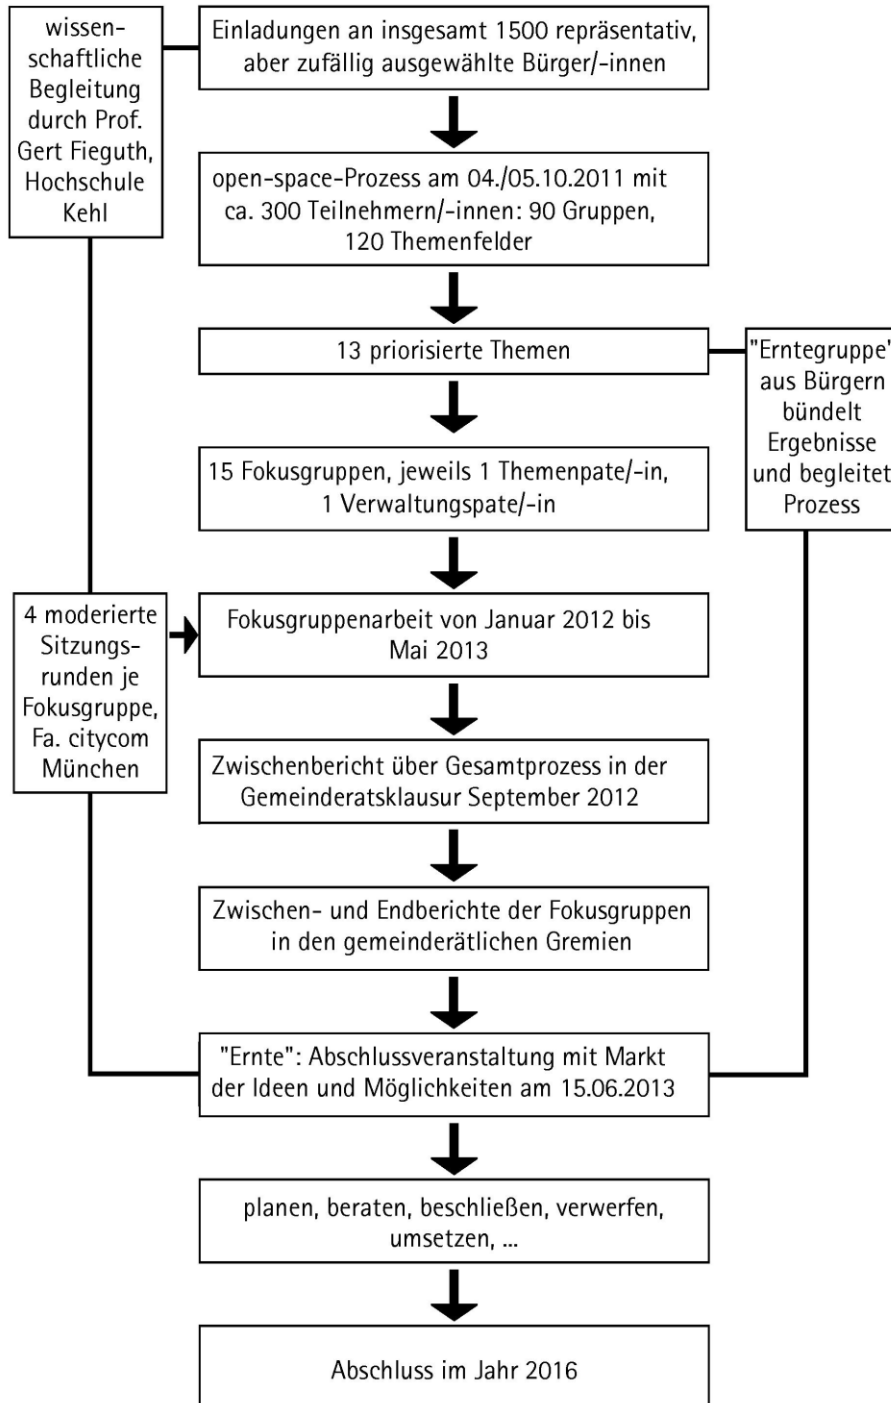 wissen-
schaftliche
Begleitung
durch Prof.
Gert Fieguth,
Hochschule
Kehl
Einladungen an insgesamt 1500 repräsentativ,
aber zufällig ausgewählte Bürger/-innen
open-space-Prozess am 04./05.10.2011 mit
ca. 300 Teilnehmern/-innen: 90 Gruppen,
120 Themenfelder
13 priorisierte Themen
"Erntegruppe"
aus Bürgern
bündelt
Ergebnisse
und begleitet
Prozess
15 Fokusgruppen, jeweils 1 Themenpate/-in,
1 Verwaltungspate/-in
4 moderierte
Sitzungs-
runden je
Fokusgruppe,
Fa. citycom
München
Fokusgruppenarbeit von Januar 2012 bis
Mai 2013
Zwischenbericht über Gesamtprozess in der
Gemeinderatsklausur September 2012
Zwischen- und Endberichte der Fokusgruppen
in den gemeinderätlichen Gremien
"Ernte": Abschlussveranstaltung mit Markt
der Ideen und Möglichkeiten am 15.06.2013
planen, beraten, beschließen, verwerfen,
umsetzen, ...
Abschluss im Jahr 2016